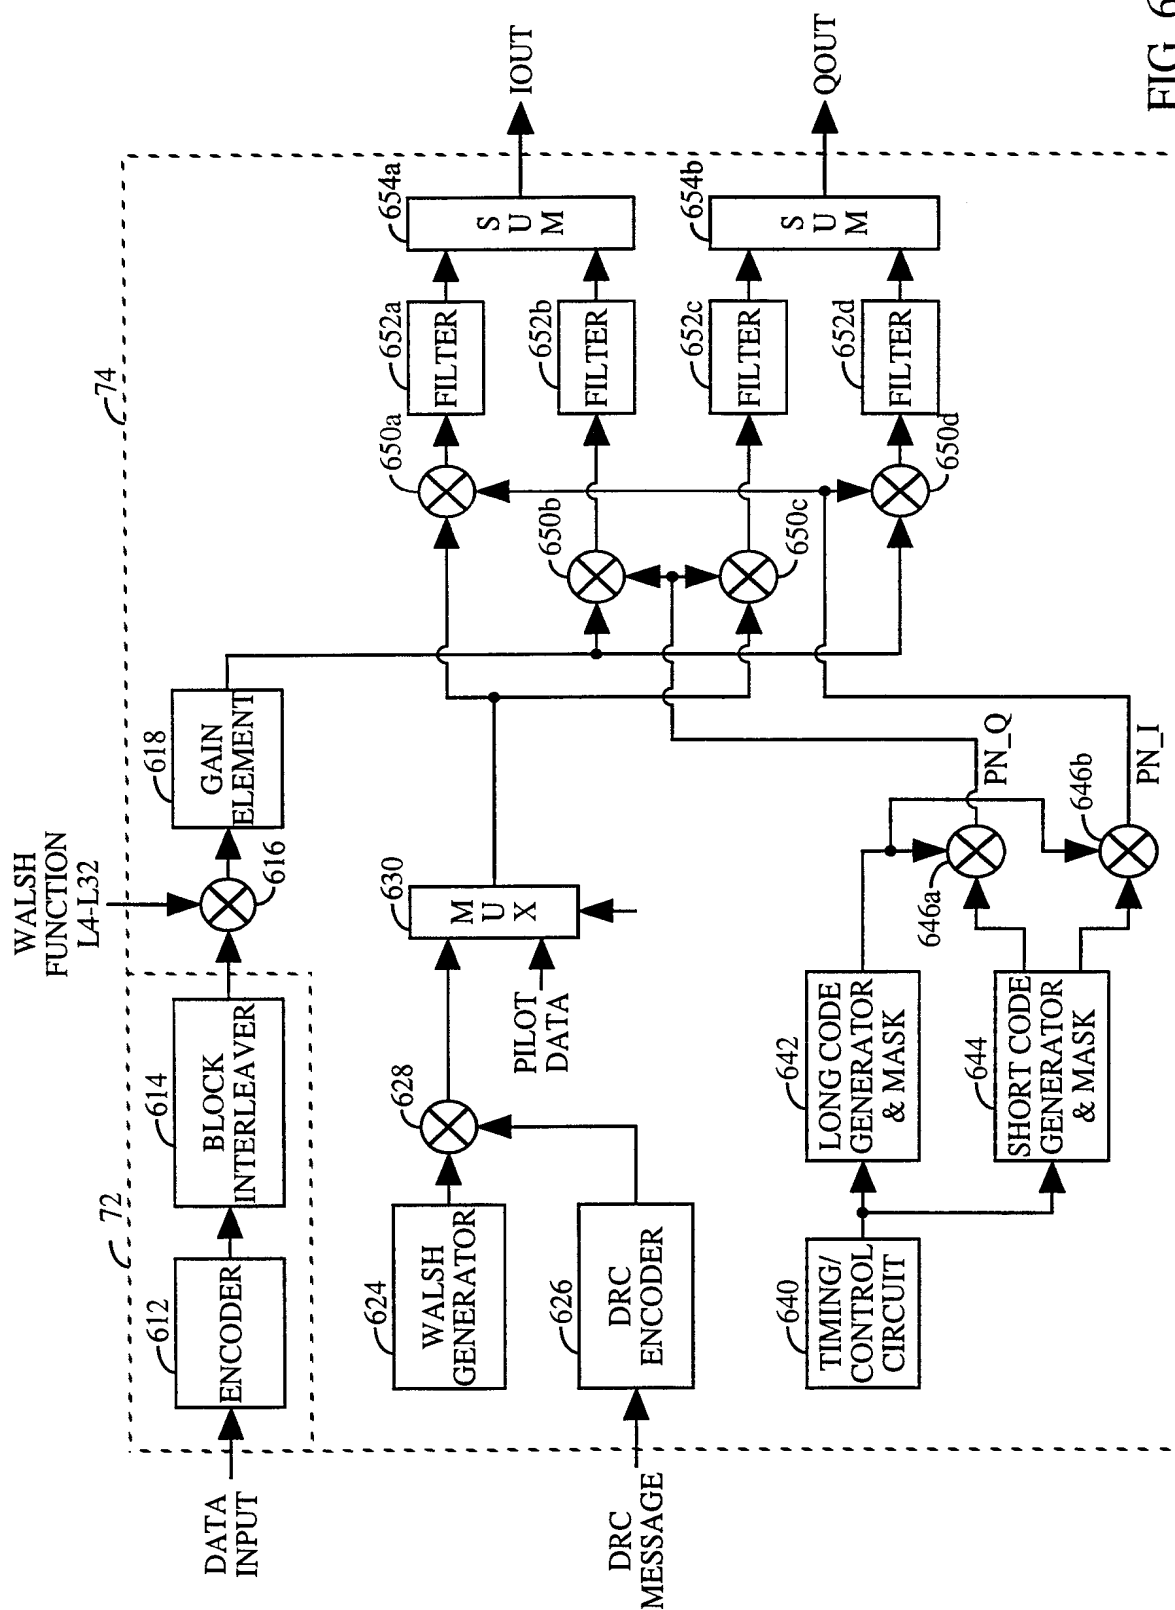 DATA
INPUT
72
612
ENCODER
614
BLOCK
INTERLEAVER
WALSH
FUNCTION
L4-L32
616
618
GAIN
ELEMENT
74
DRC
MESSAGE
624
WALSH
GENERATOR
626
DRC
ENCODER
628
PILOT
DATA
630
M
U
X
640
TIMING/
CONTROL
CIRCUIT
642
LONG CODE
GENERATOR
& MASK
644
SHORT CODE
GENERATOR
& MASK
646a
646b
PN_Q
PN_I
650a
650b
650c
650d
652a
FILTER
652b
FILTER
652c
FILTER
652d
FILTER
654a
S
U
M
654b
S
U
M
IOUT
QOUT
FIG. 6